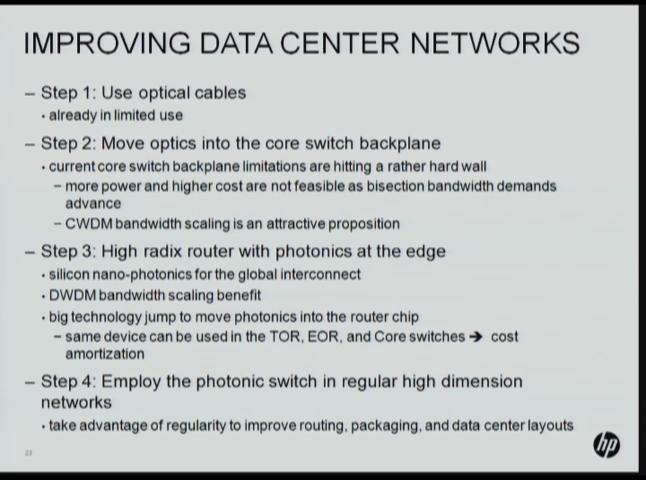 IMPROVING DATA CENTER NETWORKS
– Step 1: Use optical cables
• already in limited use
– Step 2: Move optics into the core switch backplane
• current core switch backplane limitations are hitting a rather hard wall
– more power and higher cost are not feasible as bisection bandwidth demands
advance
– CWDM bandwidth scaling is an attractive proposition
– Step 3: High radix router with photonics at the edge
• silicon nano-photonics for the global interconnect
• DWDM bandwidth scaling benefit
• big technology jump to move photonics into the router chip
– same device can be used in the TOR, EOR, and Core switches ➔ cost
amortization
– Step 4: Employ the photonic switch in regular high dimension
networks
• take advantage of regularity to improve routing, packaging, and data center layouts
23
hp